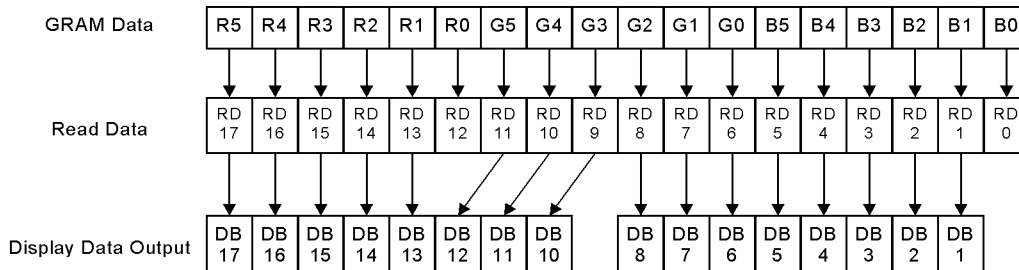 GRAM Data R5 R4 R3 R2 R1 R0 G5 G4 G3 G2 G1 G0 B5 B4 B3 B2 B1 B0
Read Data RD 17 RD 16 RD 15 RD 14 RD 13 RD 12 RD 11 RD 10 RD 9 RD 8 RD 7 RD 6 RD 5 RD 4 RD 3 RD 2 RD 1 RD 0
Display Data Output DB 17 DB 16 DB 15 DB 14 DB 13 DB 12 DB 11 DB 10 DB 8 DB 7 DB 6 DB 5 DB 4 DB 3 DB 2 DB 1